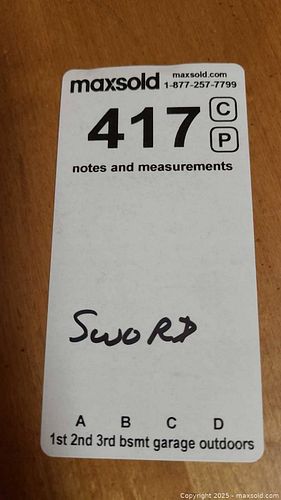 maxsold maxsold.com
1-877-257-7799
417 C
P
notes and measurements
SWORD
A B C D
1st 2nd 3rd bsmt garage outdoors
Copyright 2025 - maxsold.com